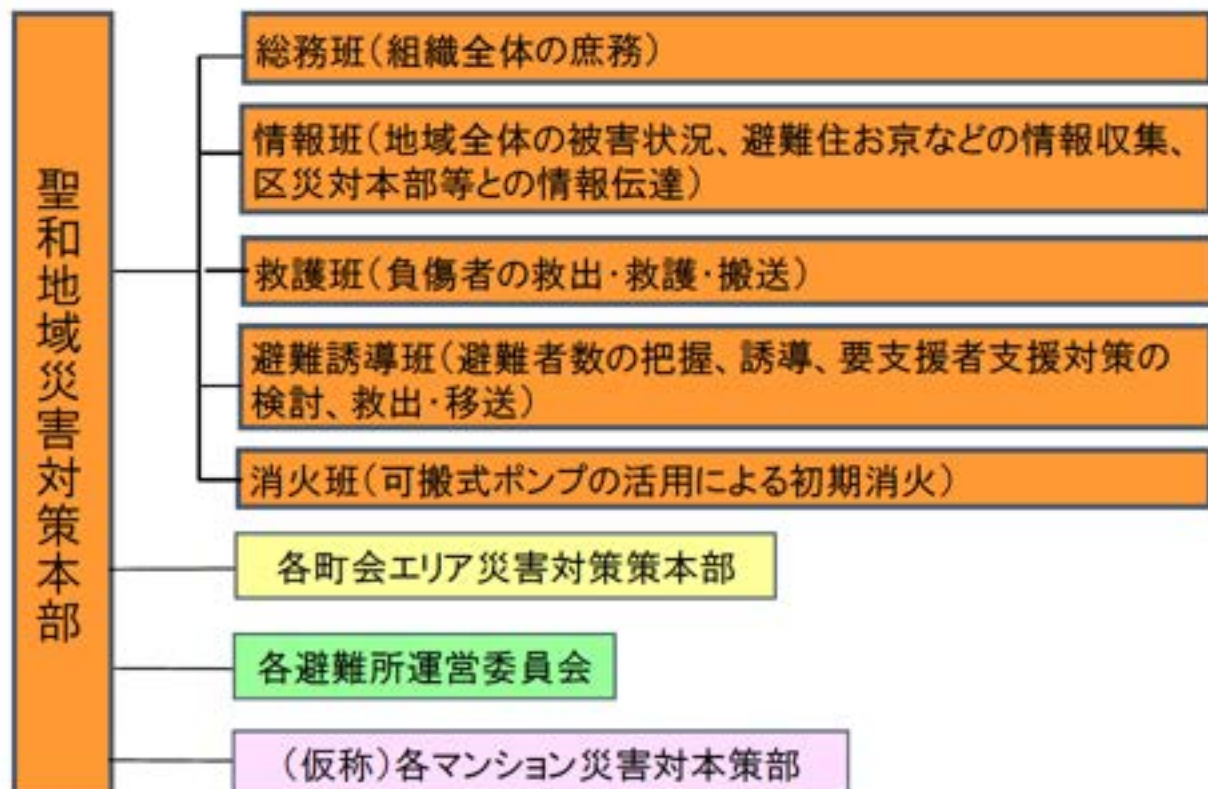 聖和地域災害対策本部
総務班（組織全体の庶務）
情報班（地域全体の被害状況、避難住お京などの情報収集、
区災対本部等との情報伝達）
救護班（負傷者の救出・救護・搬送）
避難誘導班（避難者数の把握、誘導、要支援者支援対策の
検討、救出・移送）
消火班（可搬式ポンプの活用による初期消火）
各町会エリア災害対策策本部
各避難所運営委員会
（仮称）各マンション災害対本策部